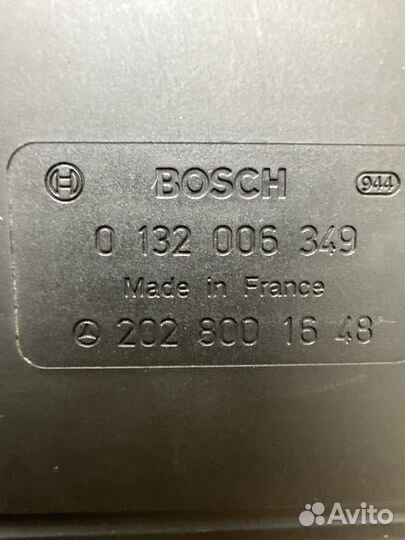 BOSCH 944
0 132 006 349
Made in France
202 800 16 48
Avito